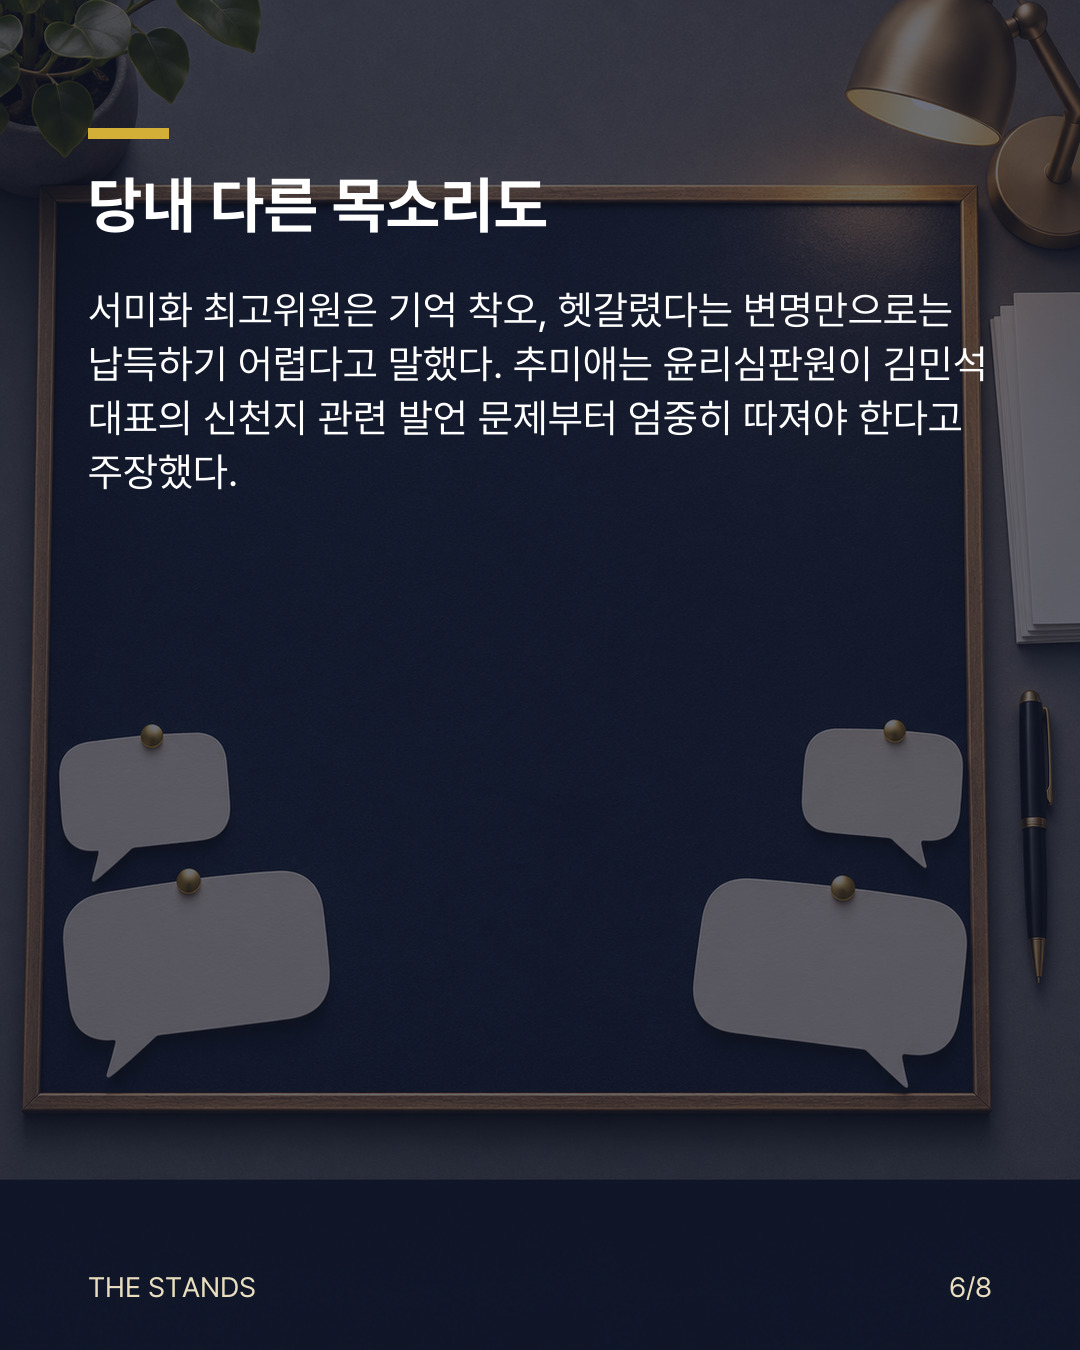 당내 다른 목소리도
서미화 최고위원은 기억 착오, 헷갈렸다는 변명만으로는
납득하기 어렵다고 말했다. 추미애는 윤리심판원이 김민석
대표의 신천지 관련 발언 문제부터 엄중히 따져야 한다고
주장했다.
THE STANDS
6/8